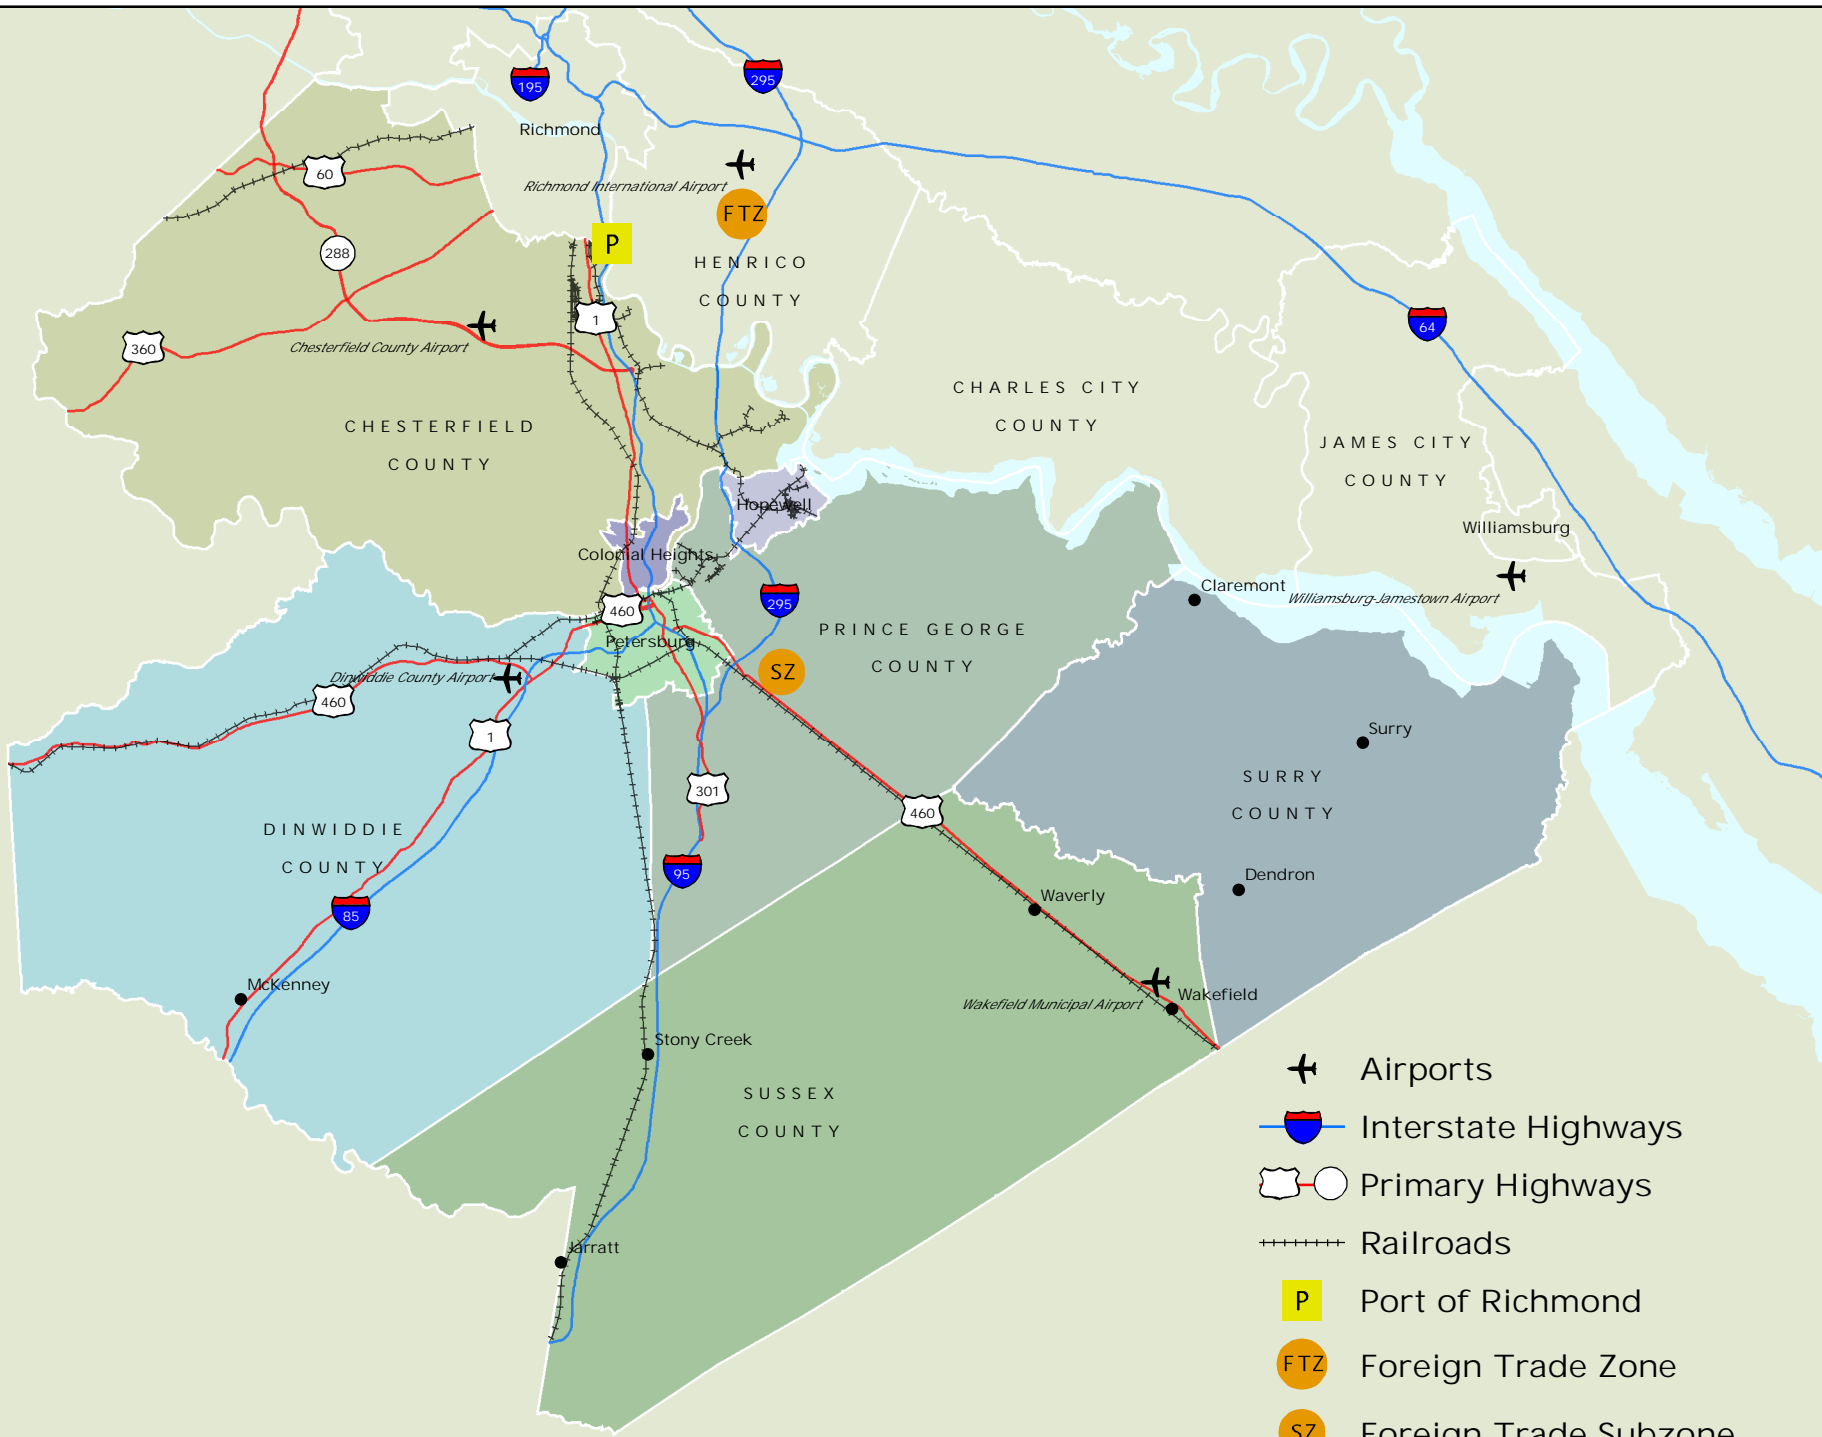 295
195
Richmond
60
Richmond International Airport
FTZ
P
288
HENRICO
COUNTY
1
64
360
Chesterfield County Airport
CHARLES CITY
COUNTY
CHESTERFIELD
COUNTY
JAMES CITY
COUNTY
Hopewell
Williamsburg
Colonial Heights
Claremont
Williamsburg-Jamestown Airport
295
460
PRINCE GEORGE
COUNTY
Petersburg
SZ
Dinwiddie County Airport
460
1
Surry
SURRY
COUNTY
301
460
DINWIDDIE
COUNTY
95
Dendron
Waverly
85
McKenney
Wakefield
Wakefield Municipal Airport
Stony Creek
SUSSEX
COUNTY
Jarratt
Airports
Interstate Highways
Primary Highways
Railroads
P Port of Richmond
FTZ Foreign Trade Zone
SZ Foreign Trade Subzone